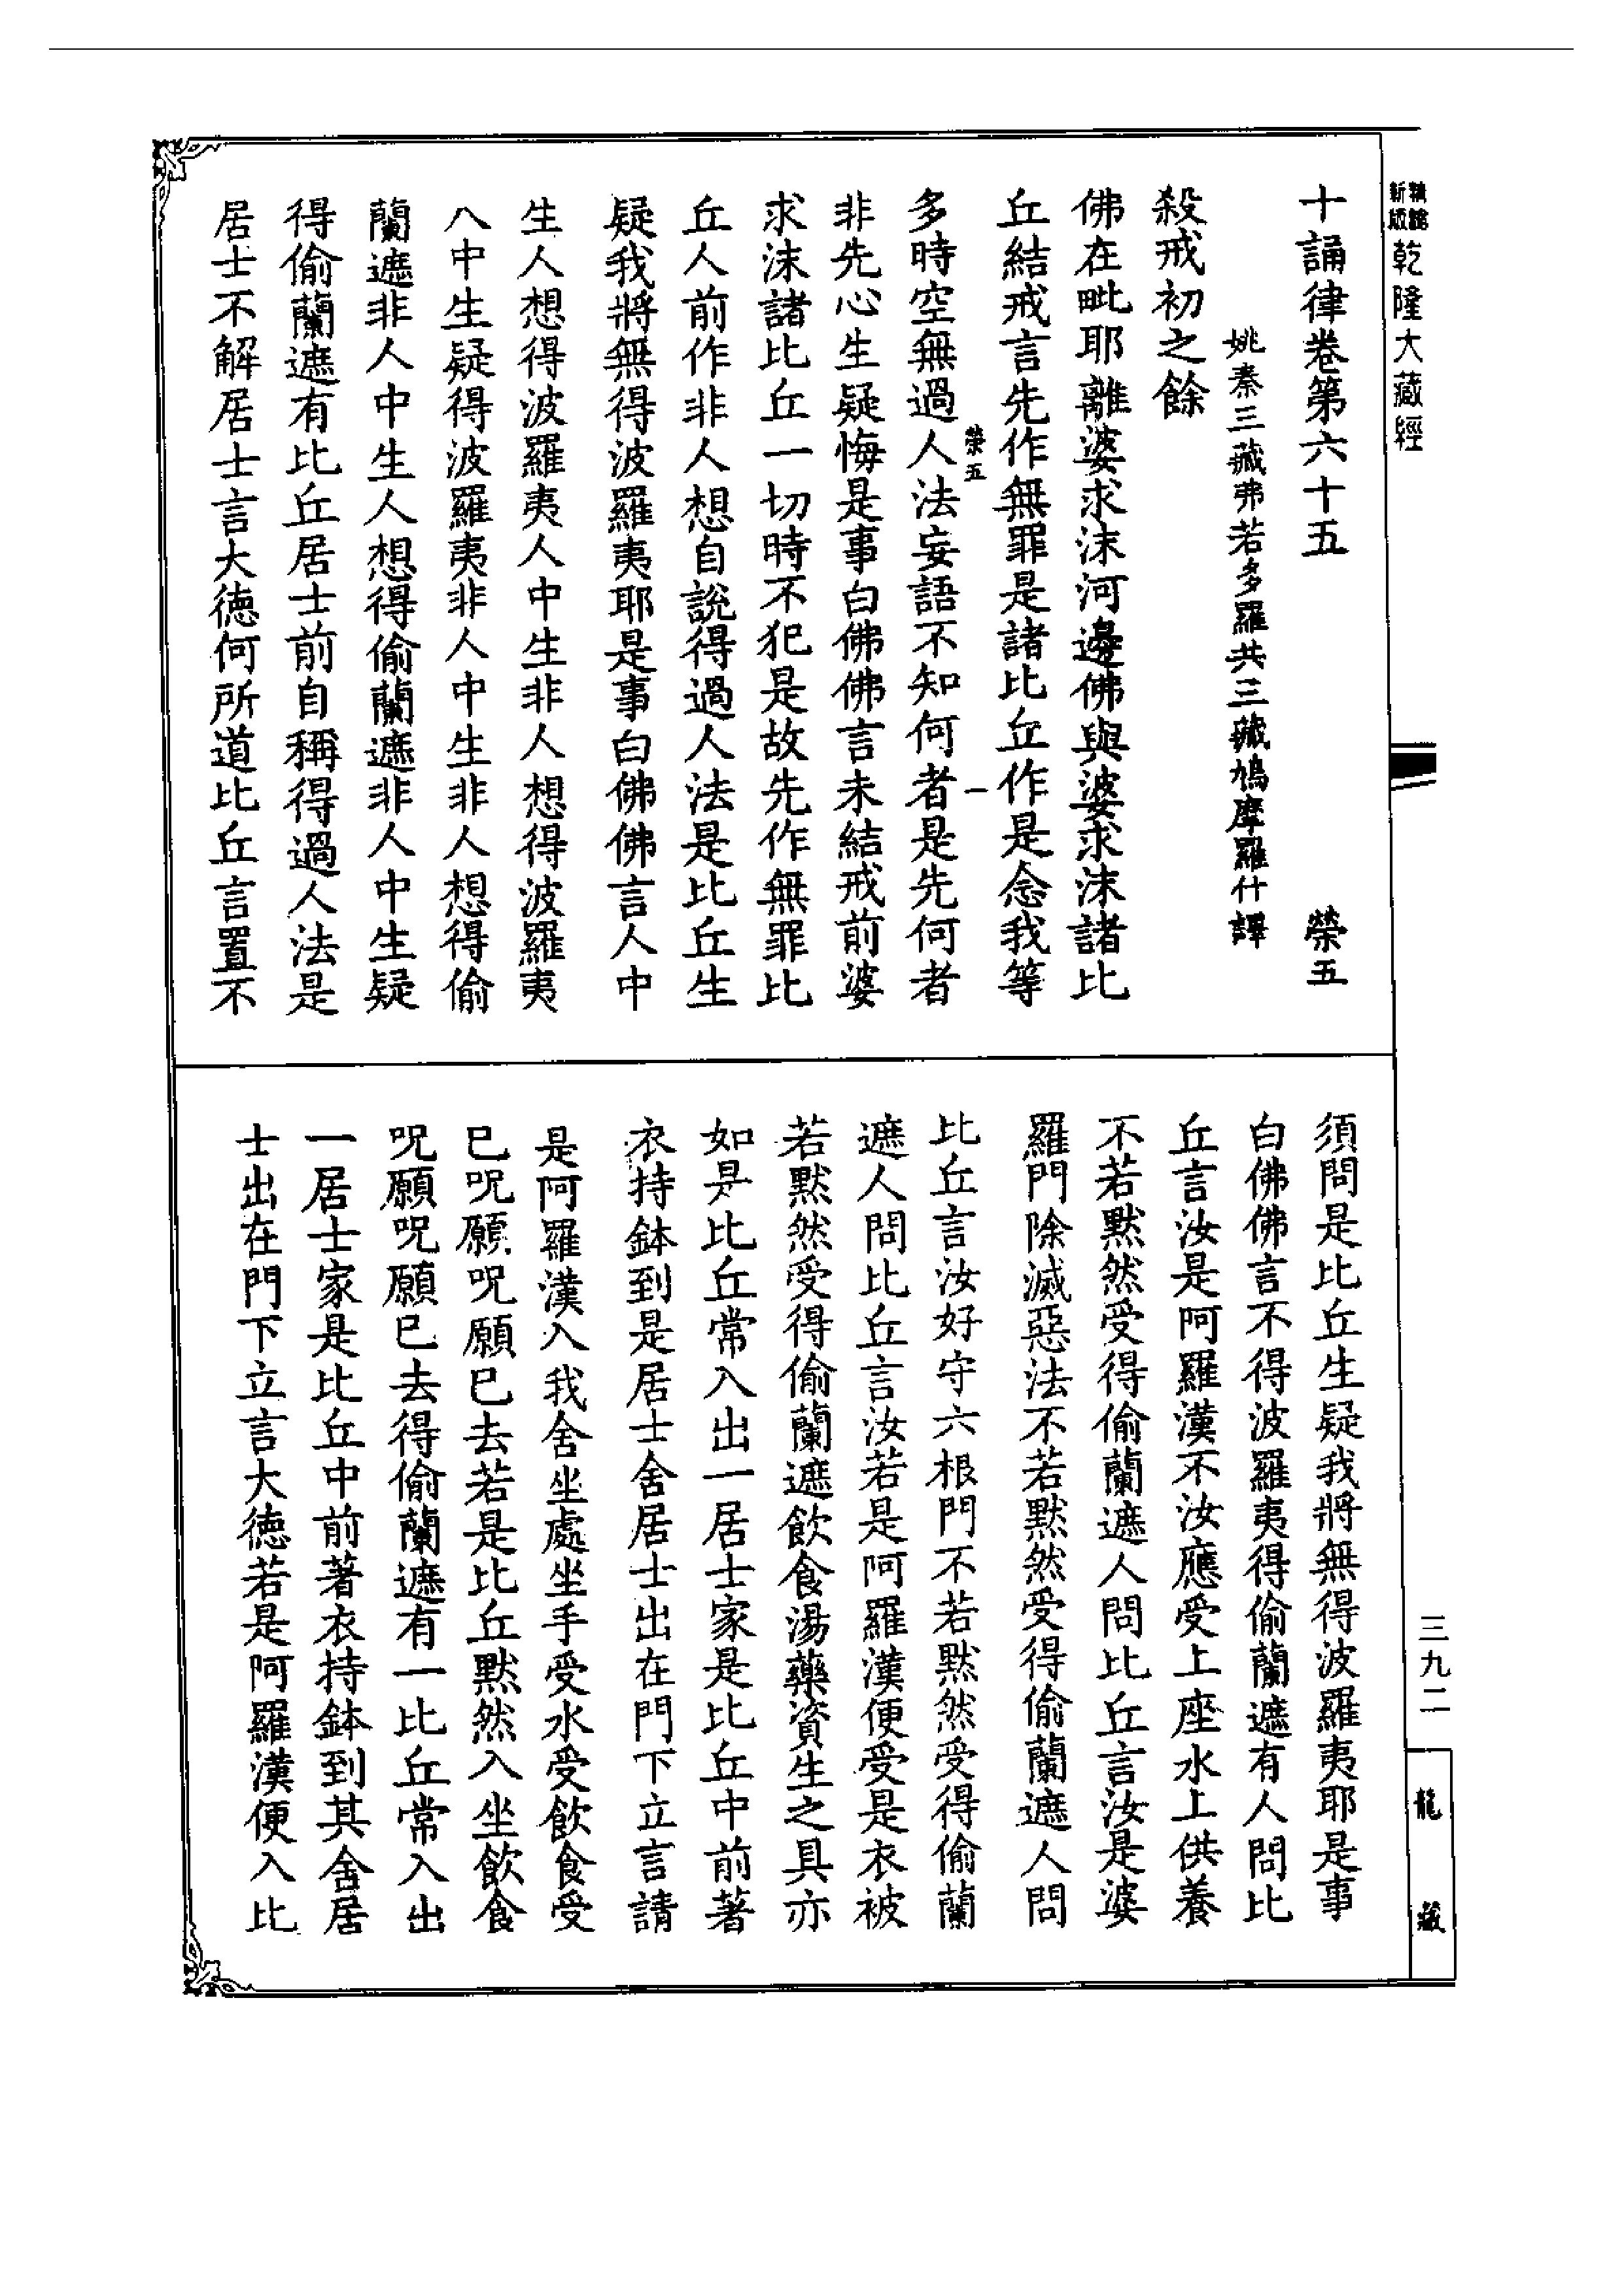 新版
精繕
乾隆大藏經
十誦律卷第六十五 榮五
姚秦三藏弗若多羅共三藏鳩摩羅什譯
殺戒初之餘
佛在毗耶離婆求沫河邊佛與婆求沫諸比
丘結戒言先作無罪是諸比丘作是念我等
榮五 一
多時空無過人法妄語不知何者是先何者
非先心生疑悔是事白佛佛言未結戒前婆
求沫諸比丘一切時不犯是故先作無罪比
丘人前作非人想自說得過人法是比丘生
疑我將無得波羅夷耶是事白佛佛言人中
生人想得波羅夷人中生非人想得波羅夷
人中生疑得波羅夷非人中生非人想得偷
蘭遮非人中生人想得偷蘭遮非人中生疑
得偷蘭遮有比丘居士前自稱得過人法是
居士不解居士言大德何所道比丘言置不
須問是比丘生疑我將無得波羅夷耶是事
白佛佛言不得波羅夷得偷蘭遮有人問比
丘言汝是阿羅漢不汝應受上座水上供養
不若默然受得偷蘭遮人問比丘言汝是婆
羅門除滅惡法不若默然受得偷蘭遮人問
比丘言汝好守六根門不若默然受得偷蘭
遮人問比丘言汝若是阿羅漢便受是衣被
若默然受得偷蘭遮飲食湯藥資生之具亦
如是比丘常入出一居士家是比丘中前著
衣持鉢到是居士舍居士出在門下立言請
是阿羅漢入我舍坐處坐手受水受飲食受
已呪願呪願已去若是比丘默然入坐飲食
呪願呪願已去得偷蘭遮有一比丘常入出
一居士家是比丘中前著衣持鉢到其舍居
士出在門下立言大德若是阿羅漢便入比
三九二
龍藏